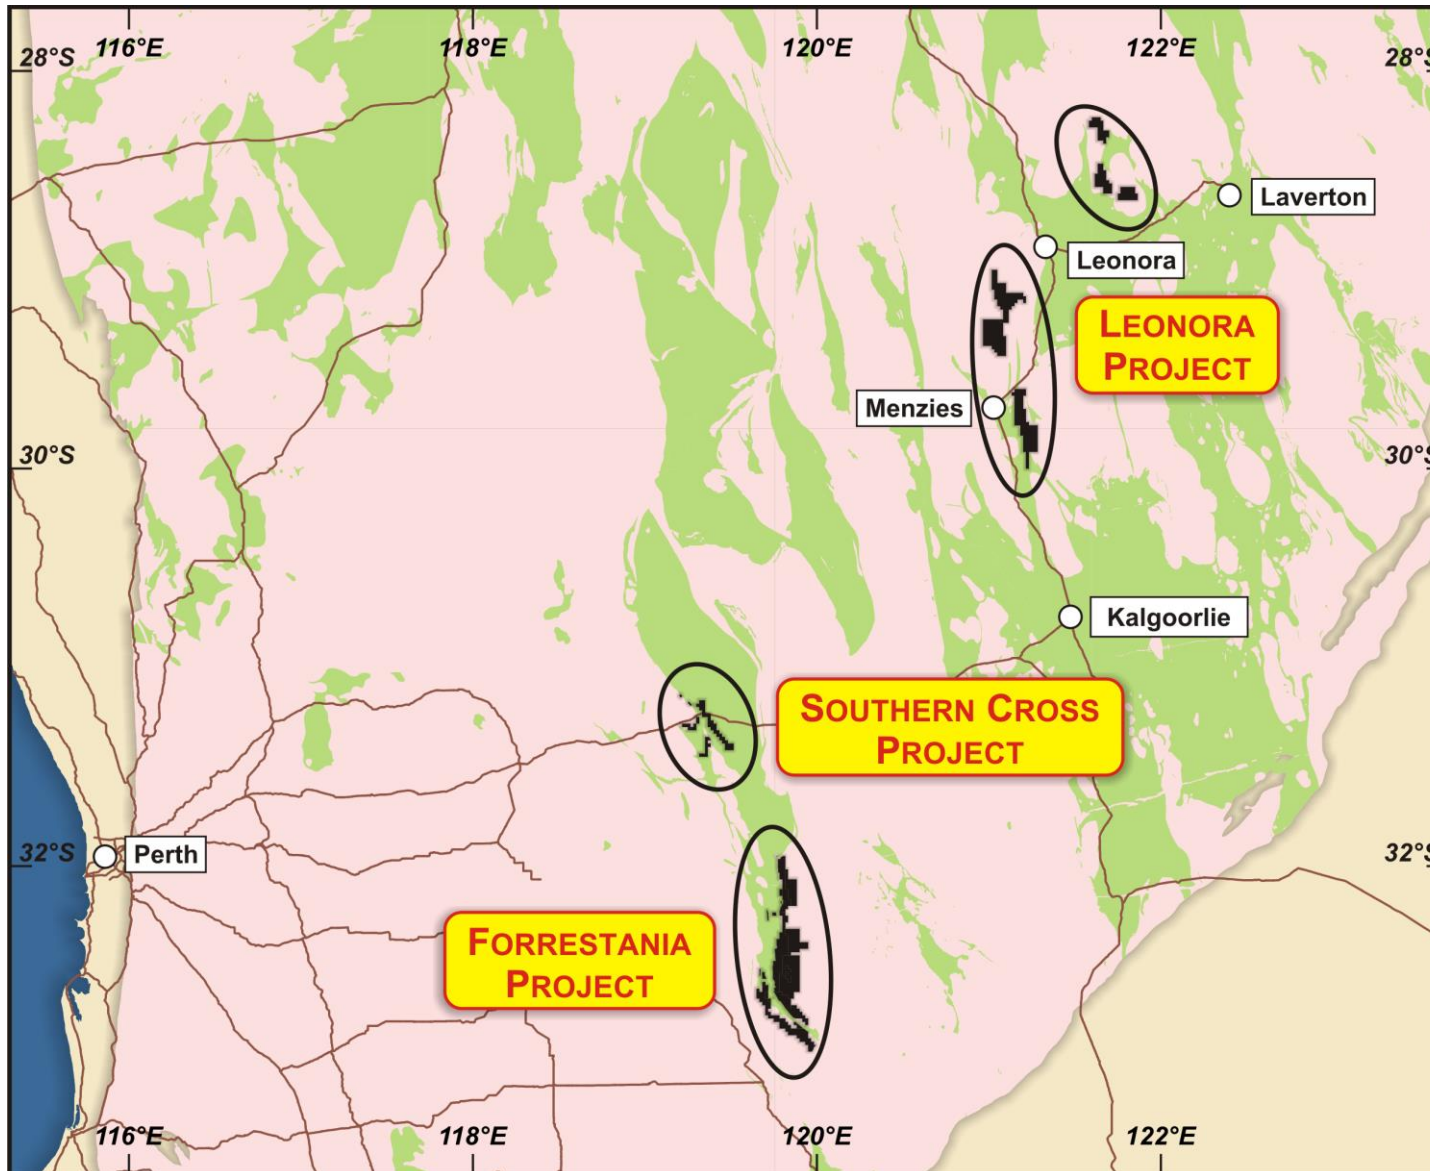 116°E
118°E
120°E
122°E
28°S
28°S
Laverton
Leonora
LEONORA
PROJECT
Menzies
30°S
30°S
Kalgoorlie
SOUTHERN CROSS
PROJECT
32°S
Perth
32°S
FORRESTANIA
PROJECT
116°E
118°E
120°E
122°E